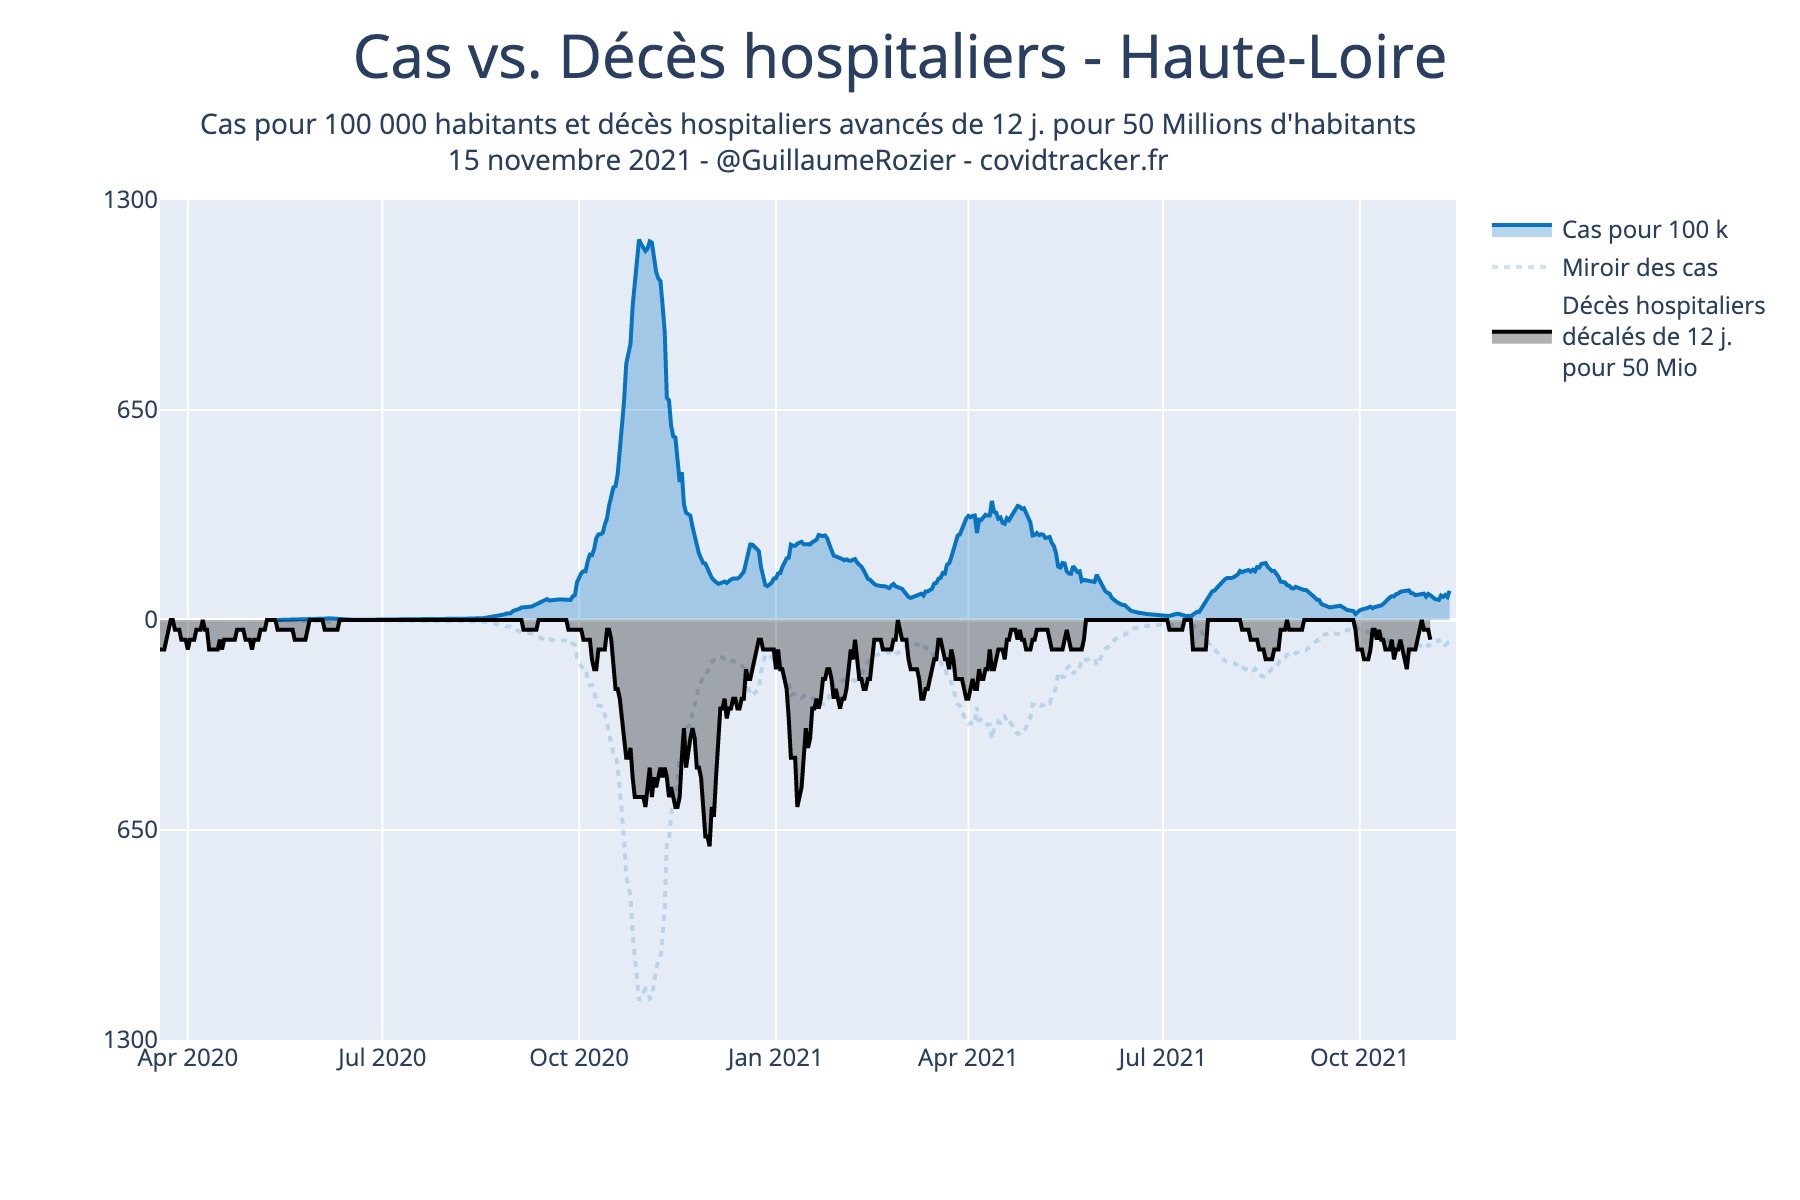 Cas vs. Décès hospitaliers - Haute-Loire
Cas pour 100 000 habitants et décès hospitaliers avancés de 12 j. pour 50 Millions d'habitants
15 novembre 2021 - @GuillaumeRozier - covidtracker.fr
1300
650
0
650
1300
Apr 2020
Jul 2020
Oct 2020
Jan 2021
Apr 2021
Jul 2021
Oct 2021
Cas pour 100 k
Miroir des cas
Décès hospitaliers
décalés de 12 j.
pour 50 Mio